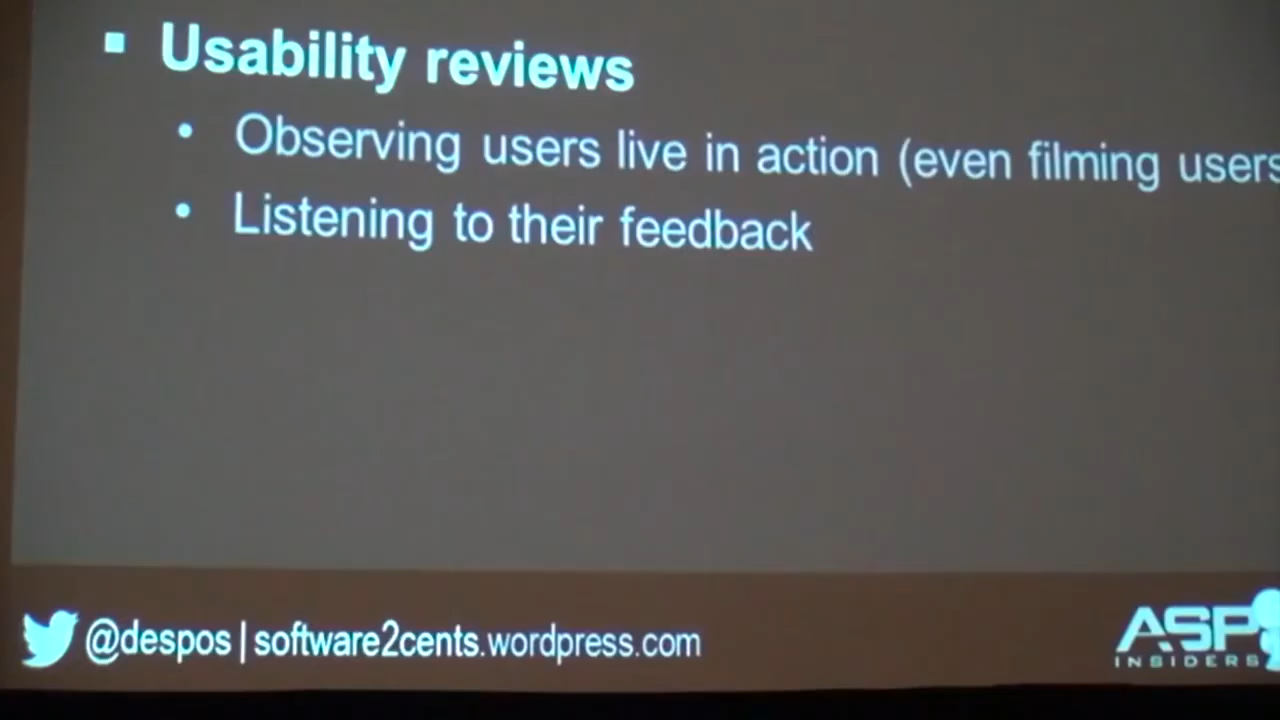 Usability reviews
Observing users live in action (even filming users
Listening to their feedback
@despos | software2cents.wordpress.com
ASP
INSIDERS